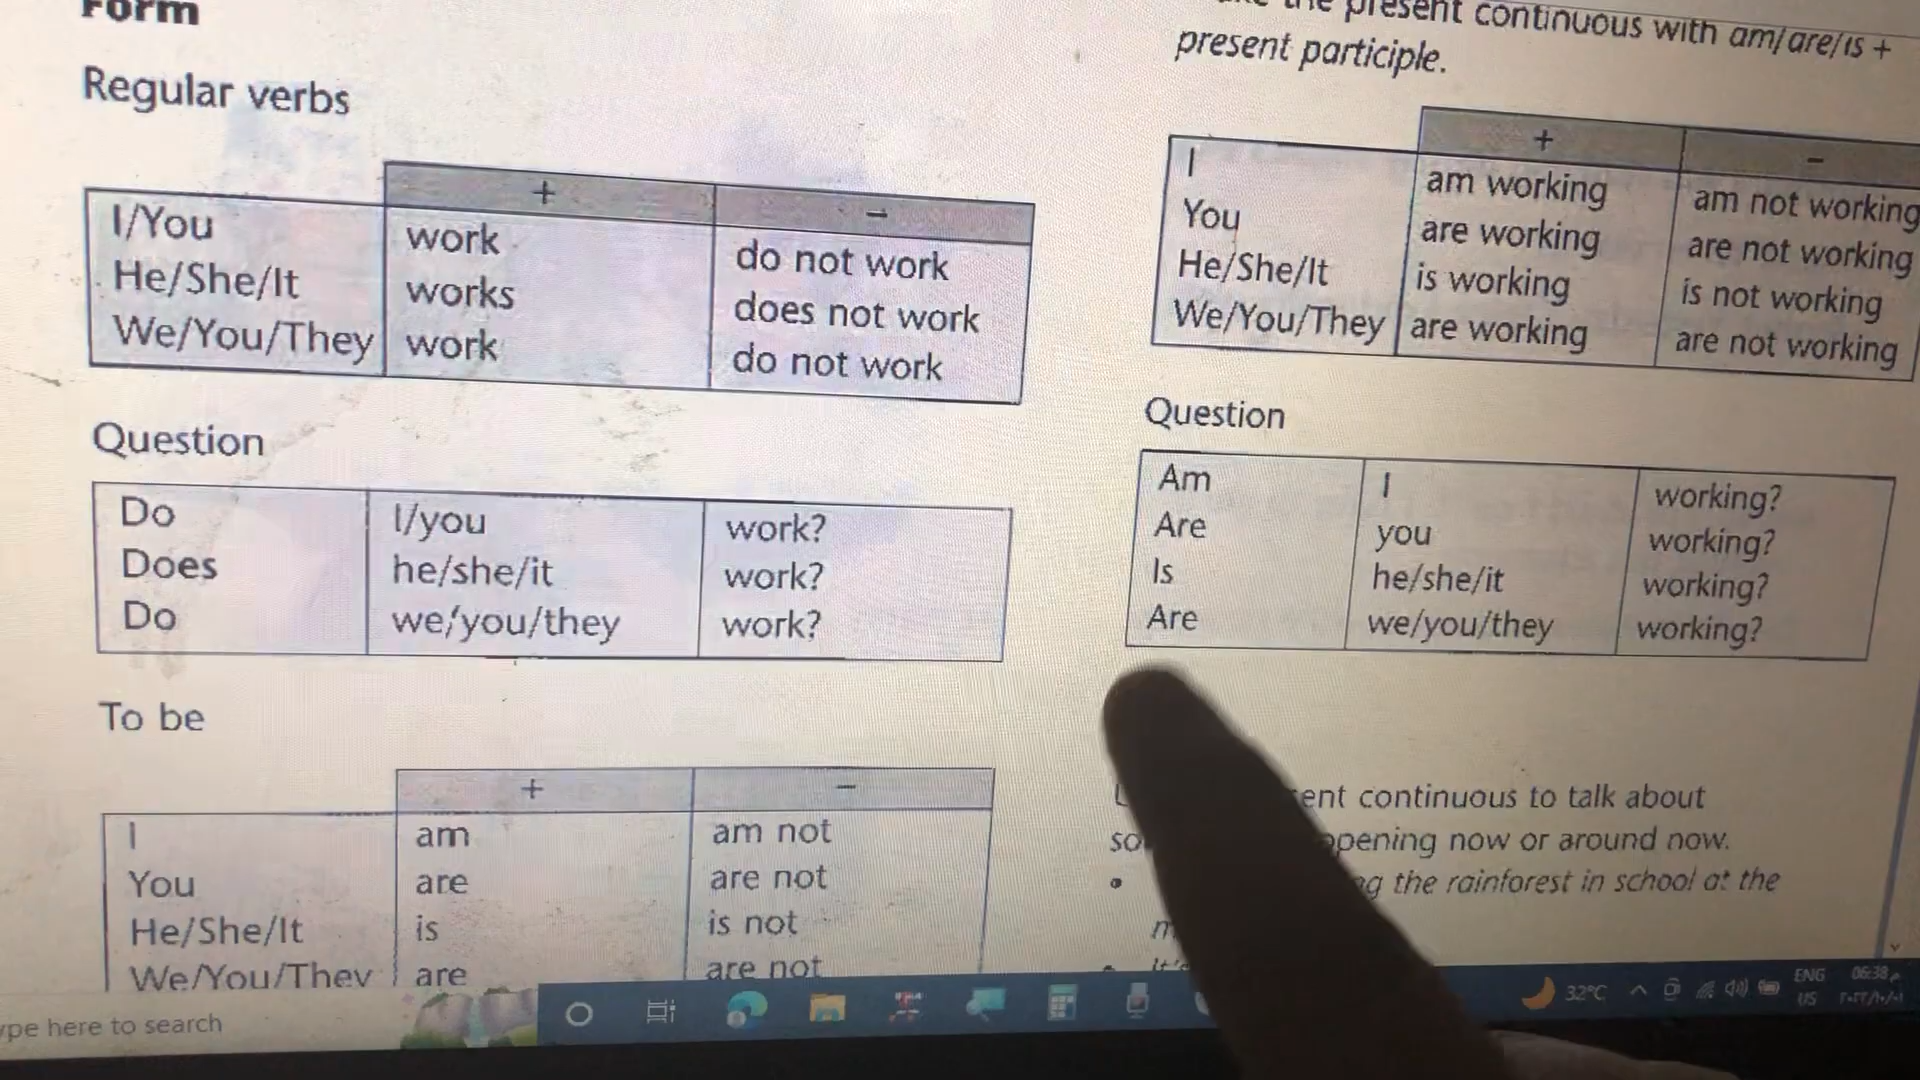 Form
Regular verbs
+ −
I/You work do not work
He/She/It works does not work
We/You/They work do not work
Question
Do I/you work?
Does he/she/it work?
Do we/you/they work?
To be
+ −
I am am not
You are are not
He/She/It is is not
We/You/They are are not
the present continuous with am/are/is +
present participle.
+ −
I am working am not working
You are working are not working
He/She/It is working is not working
We/You/They are working are not working
Question
Am I working?
Are you working?
Is he/she/it working?
Are we/you/they working?
continuous to talk about
now or around now.
the rainforest in school at the
It's
ype here to search
32°C
ENG
US
06:38